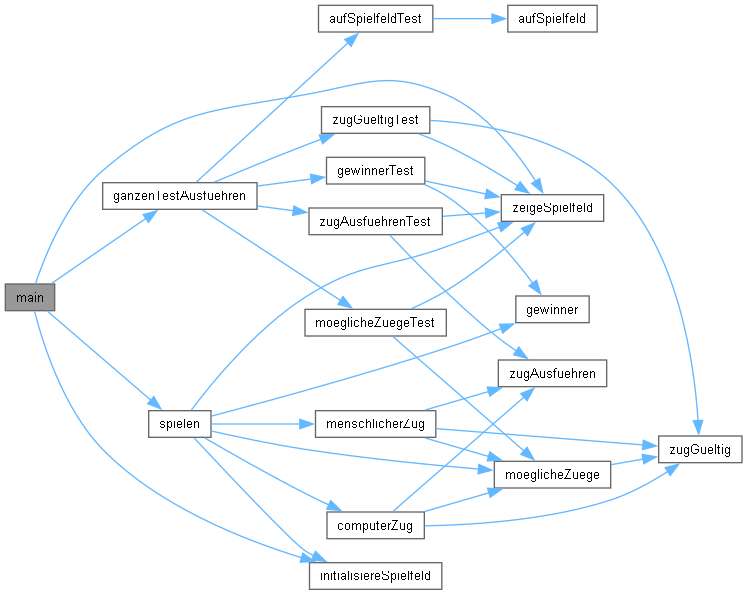 aufSpielfeldTest
aufSpielfeld
zugGueltigTest
gewinnerTest
ganzenTestAusfuehren
zeigeSpielfeld
zugAusfuehrenTest
main
gewinner
moeglicheZuegeTest
zugAusfuehren
spielen
menschlicherZug
zugGueltig
moeglicheZuege
computerZug
initialisiereSpielfeld